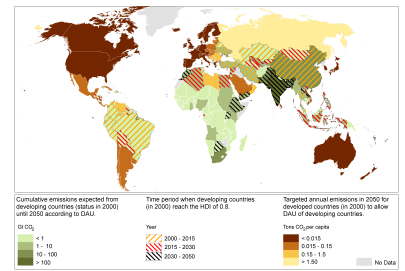 Cumulative emissions expected from
developing countries (status in 2000)
until 2050 according to DAU.
Gt CO₂
< 1
1 - 10
10 - 100
> 100
Time period when developing countries
(in 2000) reach the HDI of 0.8.
Year
2000 - 2015
2015 - 2030
2030 - 2050
Targeted annual emissions in 2050 for
developed countries (in 2000) to allow
DAU of developing countries.
Tons CO₂ per capita
< 0.015
0.015 - 0.15
0.15 - 1.5
> 1.50
No Data